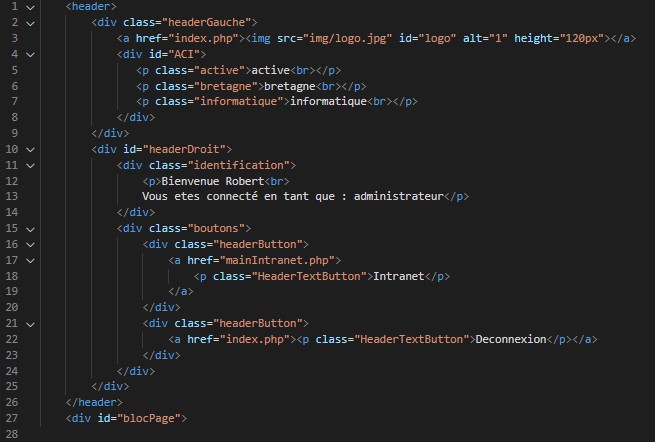 1 <header>
2 <div class="headerGauche">
3 <a href="index.php"><img src="img/logo.jpg" id="logo" alt="1" height="120px"></a>
4 <div id="ACI">
5 <p class="active">active<br></p>
6 <p class="bretagne">bretagne<br></p>
7 <p class="informatique">informatique<br></p>
8 </div>
9 </div>
10 <div id="headerDroit">
11 <div class="identification">
12 <p>Bienvenue Robert<br>
13 Vous etes connecté en tant que : administrateur</p>
14 </div>
15 <div class="boutons">
16 <div class="headerButton">
17 <a href="mainIntranet.php">
18 <p class="HeaderTextButton">Intranet</p>
19 </a>
20 </div>
21 <div class="headerButton">
22 <a href="index.php"><p class="HeaderTextButton">Deconnexion</p></a>
23 </div>
24 </div>
25 </div>
26 </header>
27 <div id="blocPage">
28